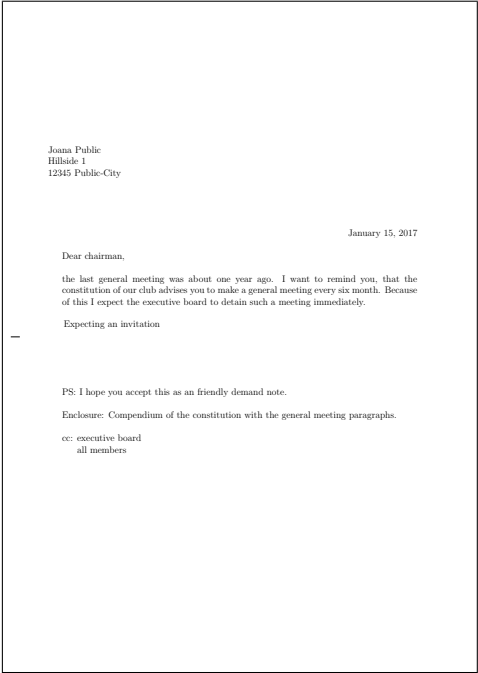 Joana Public
Hillside 1
12345 Public-City
January 15, 2017
Dear chairman,
the last general meeting was about one year ago. I want to remind you, that the
constitution of our club advises you to make a general meeting every six month. Because
of this I expect the executive board to detain such a meeting immediately.
Expecting an invitation
PS: I hope you accept this as an friendly demand note.
Enclosure: Compendium of the constitution with the general meeting paragraphs.
cc: executive board
all members